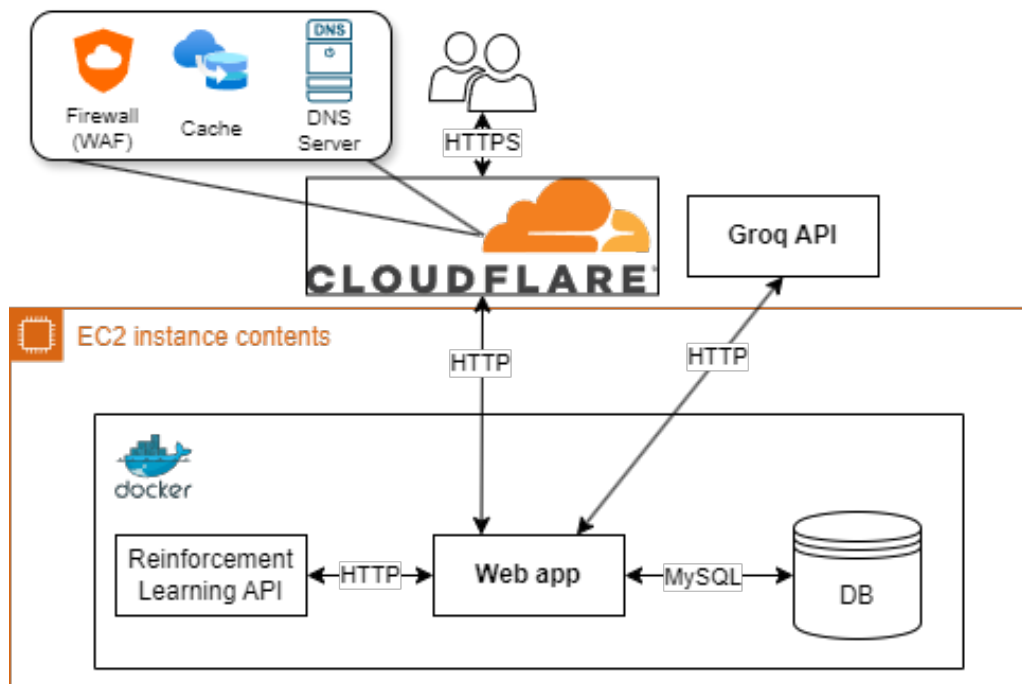 DNS
Firewall
(WAF)
Cache
DNS
Server
HTTPS
CLOUDFLARE
Groq API
EC2 instance contents
HTTP
HTTP
docker
Reinforcement
Learning API
HTTP
Web app
MySQL
DB